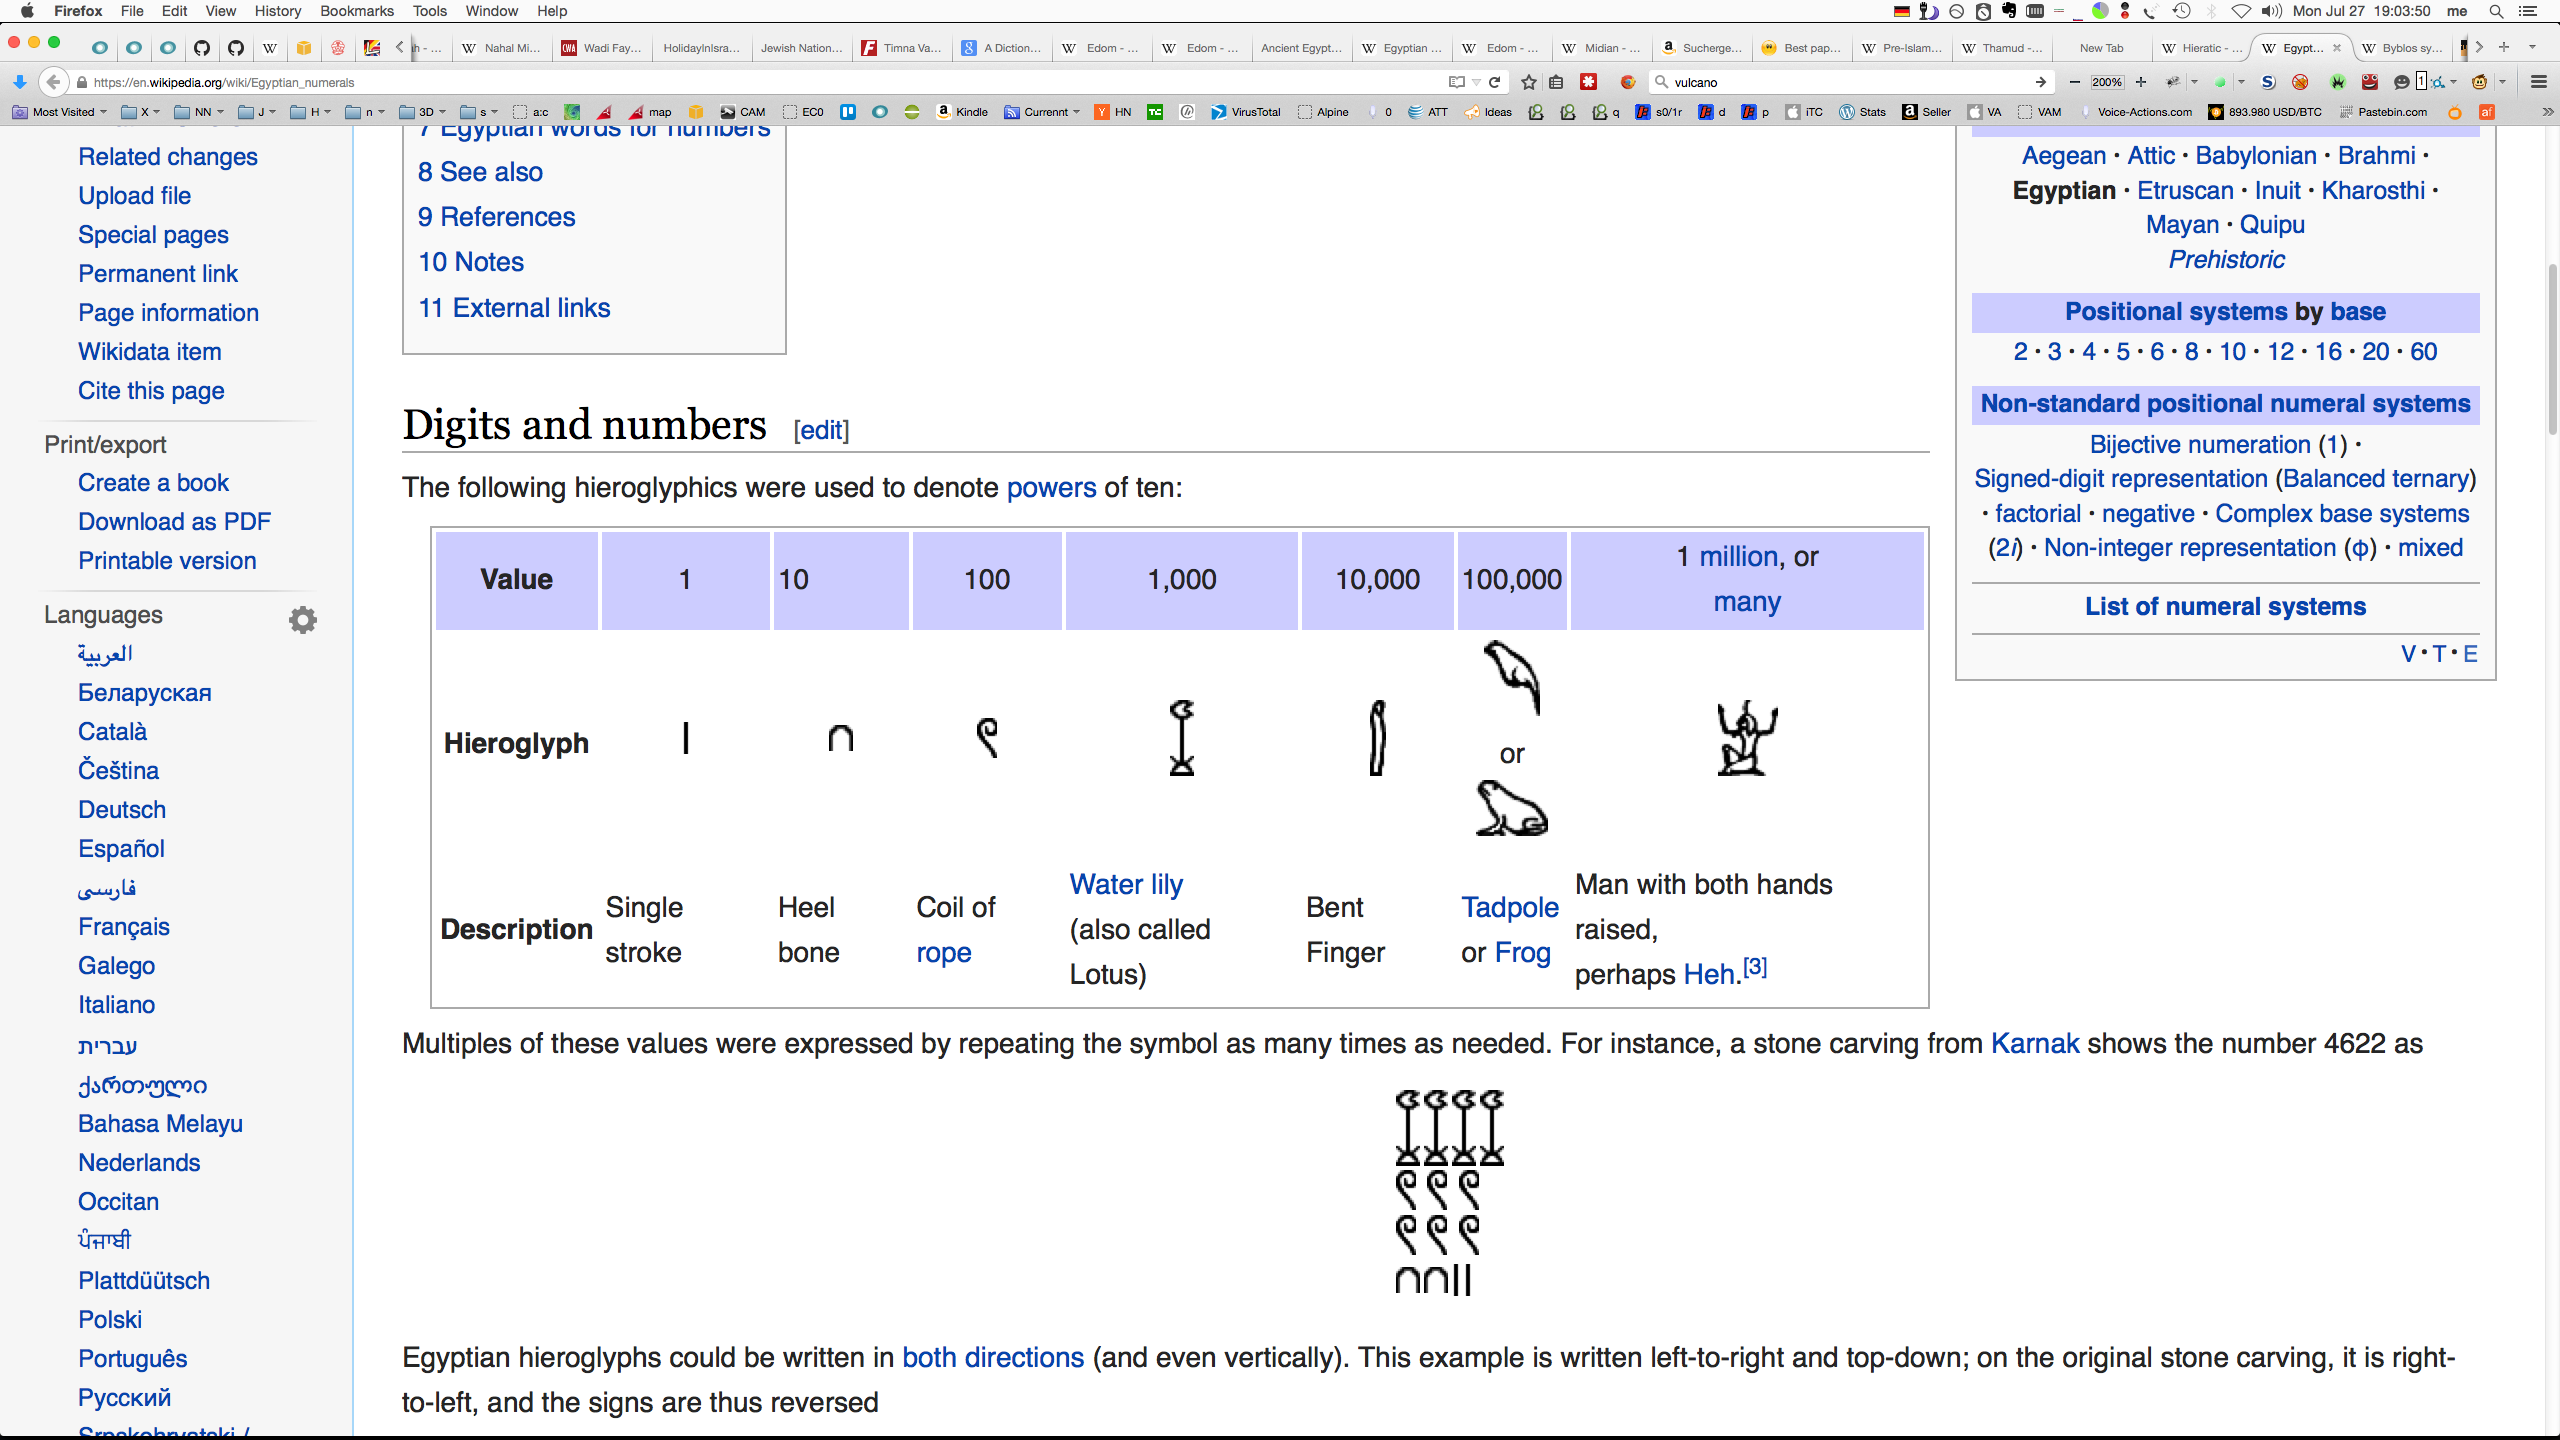 Firefox File Edit View History Bookmarks Tools Window Help
Mon Jul 27 19:03:50 me
Nahal Mi... Wadi Fay... HolidayInIsra... Jewish Nation... Timna Va... A Diction... Edom - ... Edom - ... Ancient Egypt... Egyptian ... Edom - ... Midian - ... Sucherge... Best pap... Pre-Islam... Thamud -... New Tab Hieratic - ... Egypt... Byblos sy...
https://en.wikipedia.org/wiki/Egyptian_numerals
vulcano
200%
Most Visited X NN J H n 3D s a:c map CAM EC0 Kindle Currennt HN VirusTotal Alpine 0 ATT Ideas q s0/1r d p iTC Stats Seller VA VAM Voice-Actions.com 893.980 USD/BTC Pastebin.com
Related changes
Upload file
Special pages
Permanent link
Page information
Wikidata item
Cite this page
Print/export
Create a book
Download as PDF
Printable version
Languages
العربية
Беларуская
Català
Čeština
Deutsch
Español
فارسی
Français
Galego
Italiano
עברית
ქართული
Bahasa Melayu
Nederlands
Occitan
ਪੰਜਾਬੀ
Plattdüütsch
Polski
Português
Русский
Srpskohrvatski /
7 Egyptian words for numbers
8 See also
9 References
10 Notes
11 External links
Digits and numbers [edit]
The following hieroglyphics were used to denote powers of ten:
Value 1 10 100 1,000 10,000 100,000 1 million, or
many
Hieroglyph 𓏺 𓎆 𓍢 𓆼 𓂭 𓆐 or 𓆏 𓁨
Description Single stroke Heel bone Coil of rope Water lily (also called Lotus) Bent Finger Tadpole or Frog Man with both hands raised, perhaps Heh.[3]
Multiples of these values were expressed by repeating the symbol as many times as needed. For instance, a stone carving from Karnak shows the number 4622 as
𓆼𓆼𓆼𓆼
𓍢𓍢𓍢
𓍢𓍢𓍢
𓎆𓎆𓏺𓏺
Egyptian hieroglyphs could be written in both directions (and even vertically). This example is written left-to-right and top-down; on the original stone carving, it is right-
to-left, and the signs are thus reversed
Aegean · Attic · Babylonian · Brahmi ·
Egyptian · Etruscan · Inuit · Kharosthi ·
Mayan · Quipu
Prehistoric
Positional systems by base
2 · 3 · 4 · 5 · 6 · 8 · 10 · 12 · 16 · 20 · 60
Non-standard positional numeral systems
Bijective numeration (1) ·
Signed-digit representation (Balanced ternary)
· factorial · negative · Complex base systems
(2i) · Non-integer representation (φ) · mixed
List of numeral systems
V · T · E